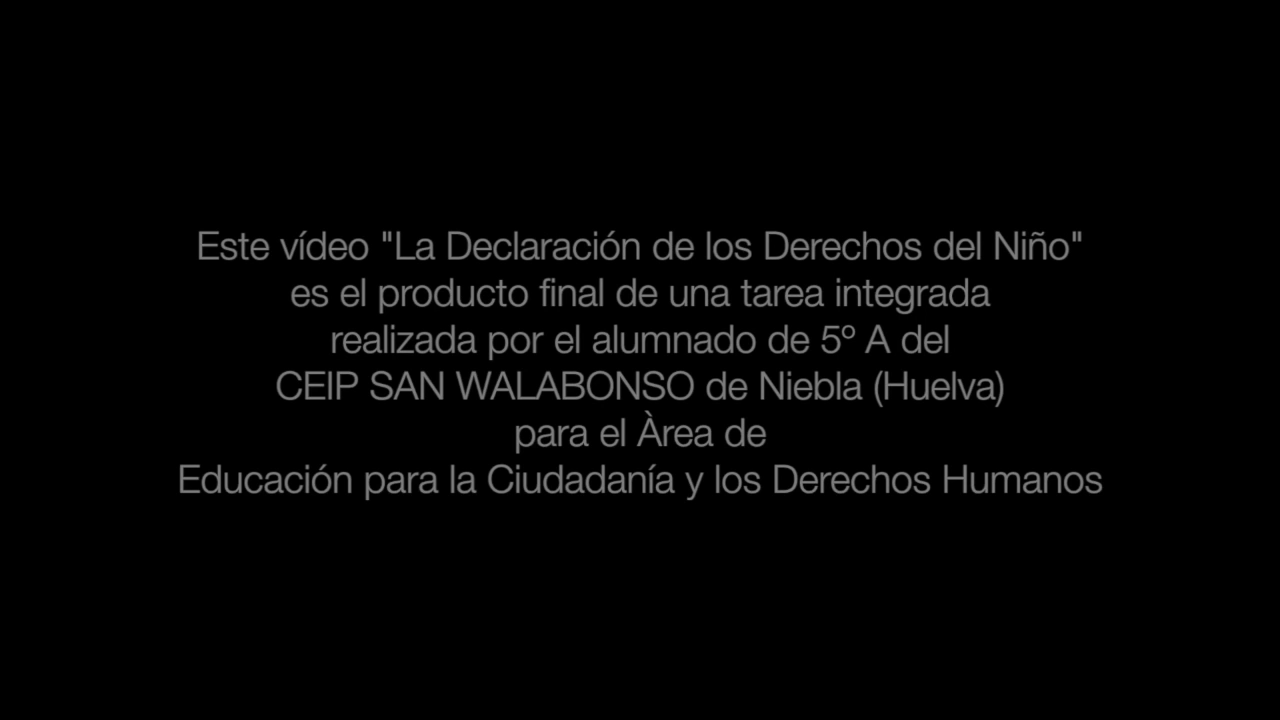 Este vídeo "La Declaración de los Derechos del Niño"
es el producto final de una tarea integrada
realizada por el alumnado de 5º A del
CEIP SAN WALABONSO de Niebla (Huelva)
para el Àrea de
Educación para la Ciudadanía y los Derechos Humanos